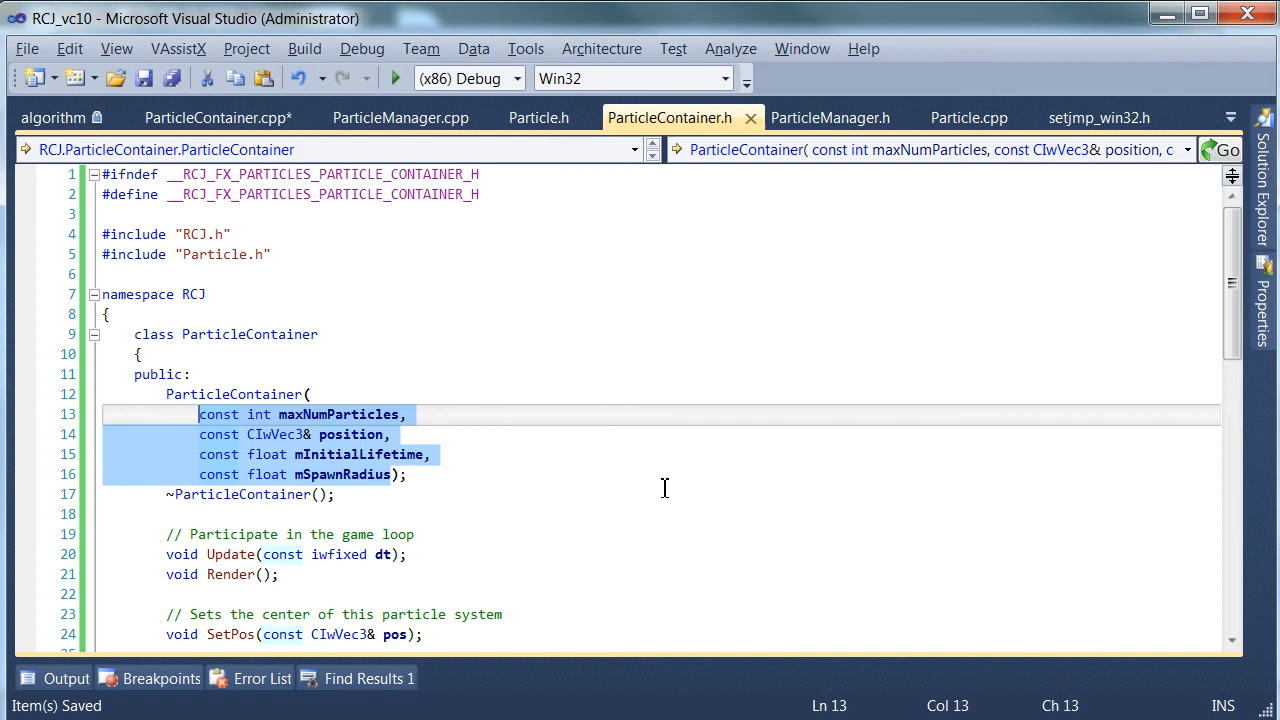 RCJ_vc10 - Microsoft Visual Studio (Administrator)
File Edit View VAssistX Project Build Debug Team Data Tools Architecture Test Analyze Window Help
(x86) Debug Win32
algorithm ParticleContainer.cpp* ParticleManager.cpp Particle.h ParticleContainer.h ParticleManager.h Particle.cpp setjmp_win32.h
RCJ.ParticleContainer.ParticleContainer ParticleContainer( const int maxNumParticles, const CIwVec3& position, c Go
1 #ifndef __RCJ_FX_PARTICLES_PARTICLE_CONTAINER_H
2 #define __RCJ_FX_PARTICLES_PARTICLE_CONTAINER_H
3
4 #include "RCJ.h"
5 #include "Particle.h"
6
7 namespace RCJ
8 {
9 class ParticleContainer
10 {
11 public:
12 ParticleContainer(
13 const int maxNumParticles,
14 const CIwVec3& position,
15 const float mInitialLifetime,
16 const float mSpawnRadius);
17 ~ParticleContainer();
18
19 // Participate in the game loop
20 void Update(const iwfixed dt);
21 void Render();
22
23 // Sets the center of this particle system
24 void SetPos(const CIwVec3& pos);
Solution Explorer
Properties
Output Breakpoints Error List Find Results 1
Item(s) Saved Ln 13 Col 13 Ch 13 INS